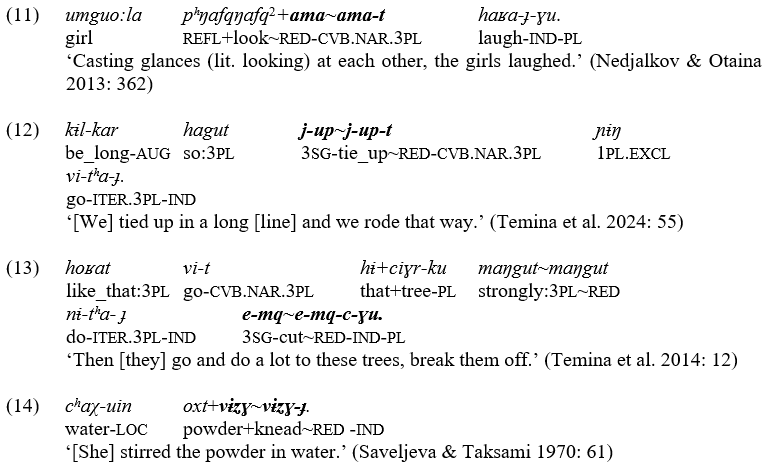 (11) umguo:la pʰŋafqŋafq²+ama~ama-t haʁa-ɟ-ɣu.
girl REFL+look~RED-CVB.NAR.3PL laugh-IND-PL
‘Casting glances (lit. looking) at each other, the girls laughed.’ (Nedjalkov & Otaina
2013: 362)
(12) kɨl-kar hagut j-up~j-up-t ɲɨŋ
be_long-AUG so:3PL 3SG-tie_up~RED-CVB.NAR.3PL 1PL.EXCL
vi-tʰa-ɟ.
go-ITER.3PL-IND
‘[We] tied up in a long [line] and we rode that way.’ (Temina et al. 2024: 55)
(13) hoʁat vi-t hɨ+ciɣr-ku maŋgut~maŋgut
like_that:3PL go-CVB.NAR.3PL that+tree-PL strongly:3PL~RED
nɨ-tʰa- ɟ e-mq~e-mq-c-ɣu.
do-ITER.3PL-IND 3SG-cut~RED-IND-PL
‘Then [they] go and do a lot to these trees, break them off.’ (Temina et al. 2014: 12)
(14) cʰaχ-uin oxt+vɨzɣ~vɨzɣ-ɟ.
water-LOC powder+knead~RED -IND
‘[She] stirred the powder in water.’ (Saveljeva & Taksami 1970: 61)